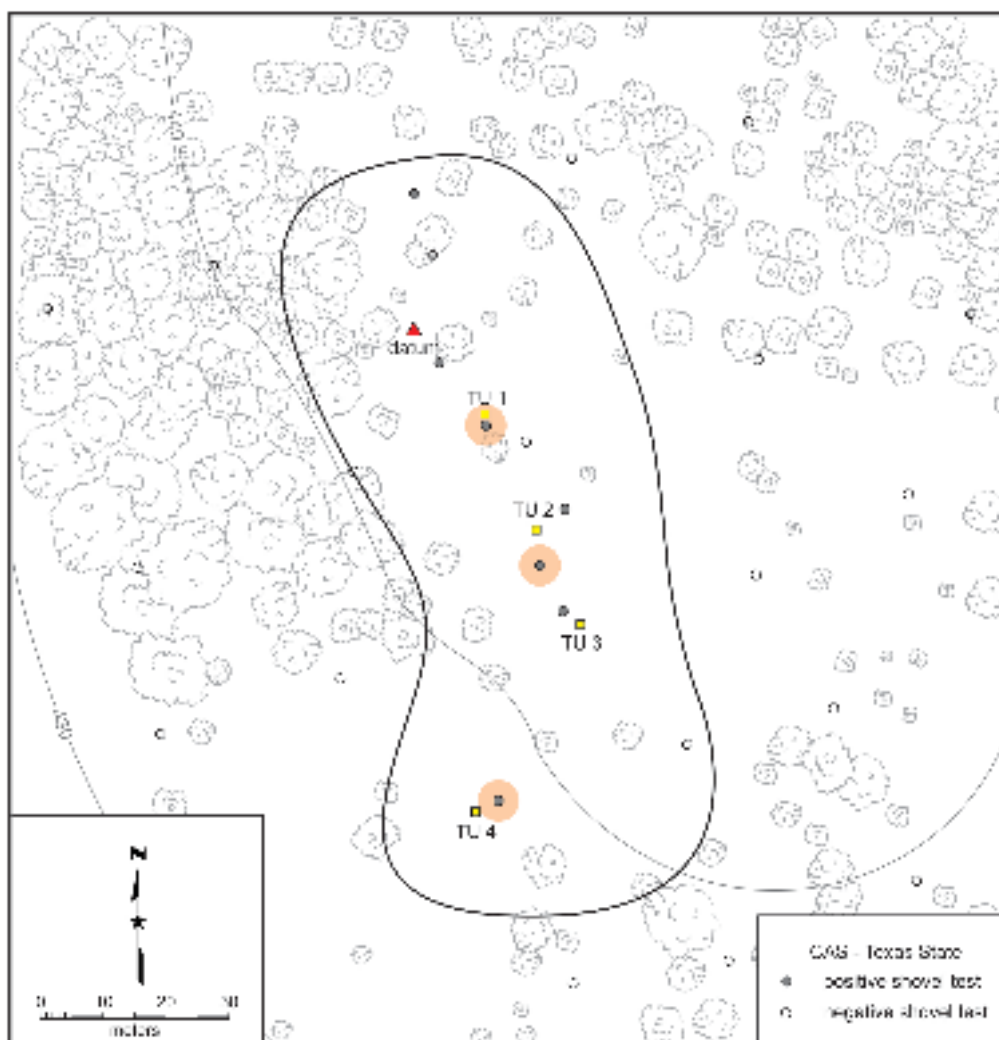 datum
TU 1
TU 2
TU 3
TU 4
N
0 10 20 30
meters
CAS - Texas State
positive shovel test
negative shovel test